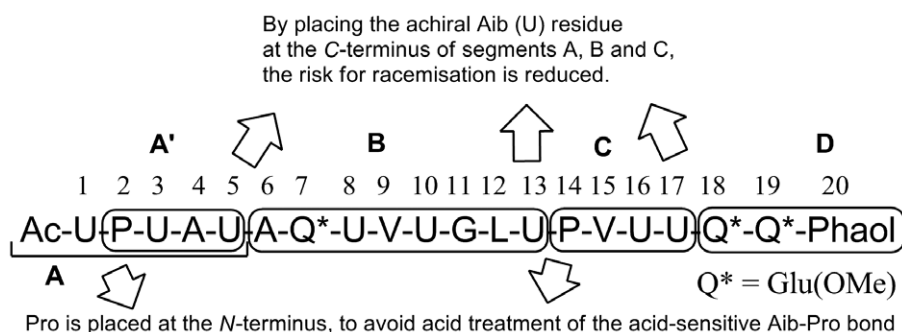 By placing the achiral Aib (U) residue
at the C-terminus of segments A, B and C,
the risk for racemisation is reduced.
A' B C D
1 2 3 4 5 6 7 8 9 10 11 12 13 14 15 16 17 18 19 20
Ac-U-P-U-A-U-A-Q*-U-V-U-G-L-U-P-V-U-U-Q*-Q*-Phaol
A
Q* = Glu(OMe)
Pro is placed at the N-terminus, to avoid acid treatment of the acid-sensitive Aib-Pro bond